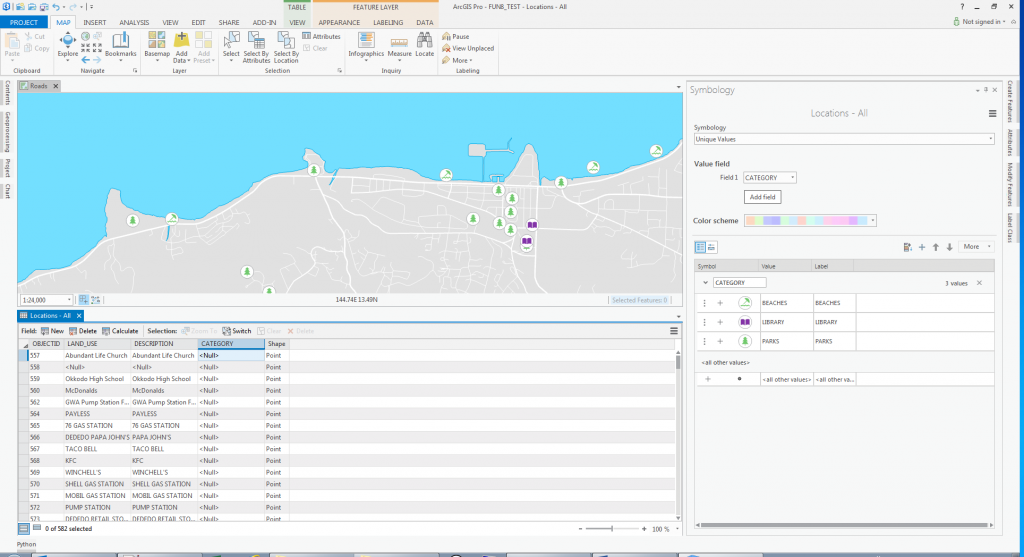 TABLE FEATURE LAYER ArcGIS Pro - FUNB_TEST - Locations - All
PROJECT MAP INSERT ANALYSIS VIEW EDIT SHARE ADD-IN VIEW APPEARANCE LABELING DATA Not signed in
Paste Cut Copy
Clipboard
Explore Bookmarks
Navigate
Basemap Add Data Add Preset
Layer
Select Select By Attributes Select By Location Attributes Clear
Selection
Infographics Measure Locate
Inquiry
Pause
View Unplaced
More
Labeling
Contents
Geoprocessing
Project
Chart
Roads
1:24,000 144.74E 13.49N Selected Features: 0
Locations - All
Field: New Delete Calculate Selection: Zoom To Switch Clear Delete
OBJECTID LAND_USE DESCRIPTION CATEGORY Shape
557 Abundant Life Church Abundant Life Church <Null> Point
558 <Null> <Null> <Null> Point
559 Okkodo High School Okkodo High School <Null> Point
560 McDonalds McDonalds <Null> Point
562 GWA Pump Station F... GWA Pump Station F... <Null> Point
564 PAYLESS PAYLESS <Null> Point
565 76 GAS STATION 76 GAS STATION <Null> Point
566 DEDEDO PAPA JOHN'S PAPA JOHN'S <Null> Point
567 TACO BELL TACO BELL <Null> Point
568 KFC KFC <Null> Point
569 WINCHELL'S WINCHELL'S <Null> Point
570 SHELL GAS STATION SHELL GAS STATION <Null> Point
571 MOBIL GAS STATION MOBIL GAS STATION <Null> Point
572 PUMP STATION PUMP STATION <Null> Point
573 DEDEDO RETAIL STO... DEDEDO RETAIL STO... <Null> Point
0 of 582 selected 100 %
Python
Symbology
Locations - All
Symbology
Unique Values
Value field
Field 1 CATEGORY
Add field
Color scheme
More
Symbol Value Label
CATEGORY 3 values
BEACHES BEACHES
LIBRARY LIBRARY
PARKS PARKS
<all other values>
<all other values> <all other va...
Create Features
Attributes
Modify Features
Label Class